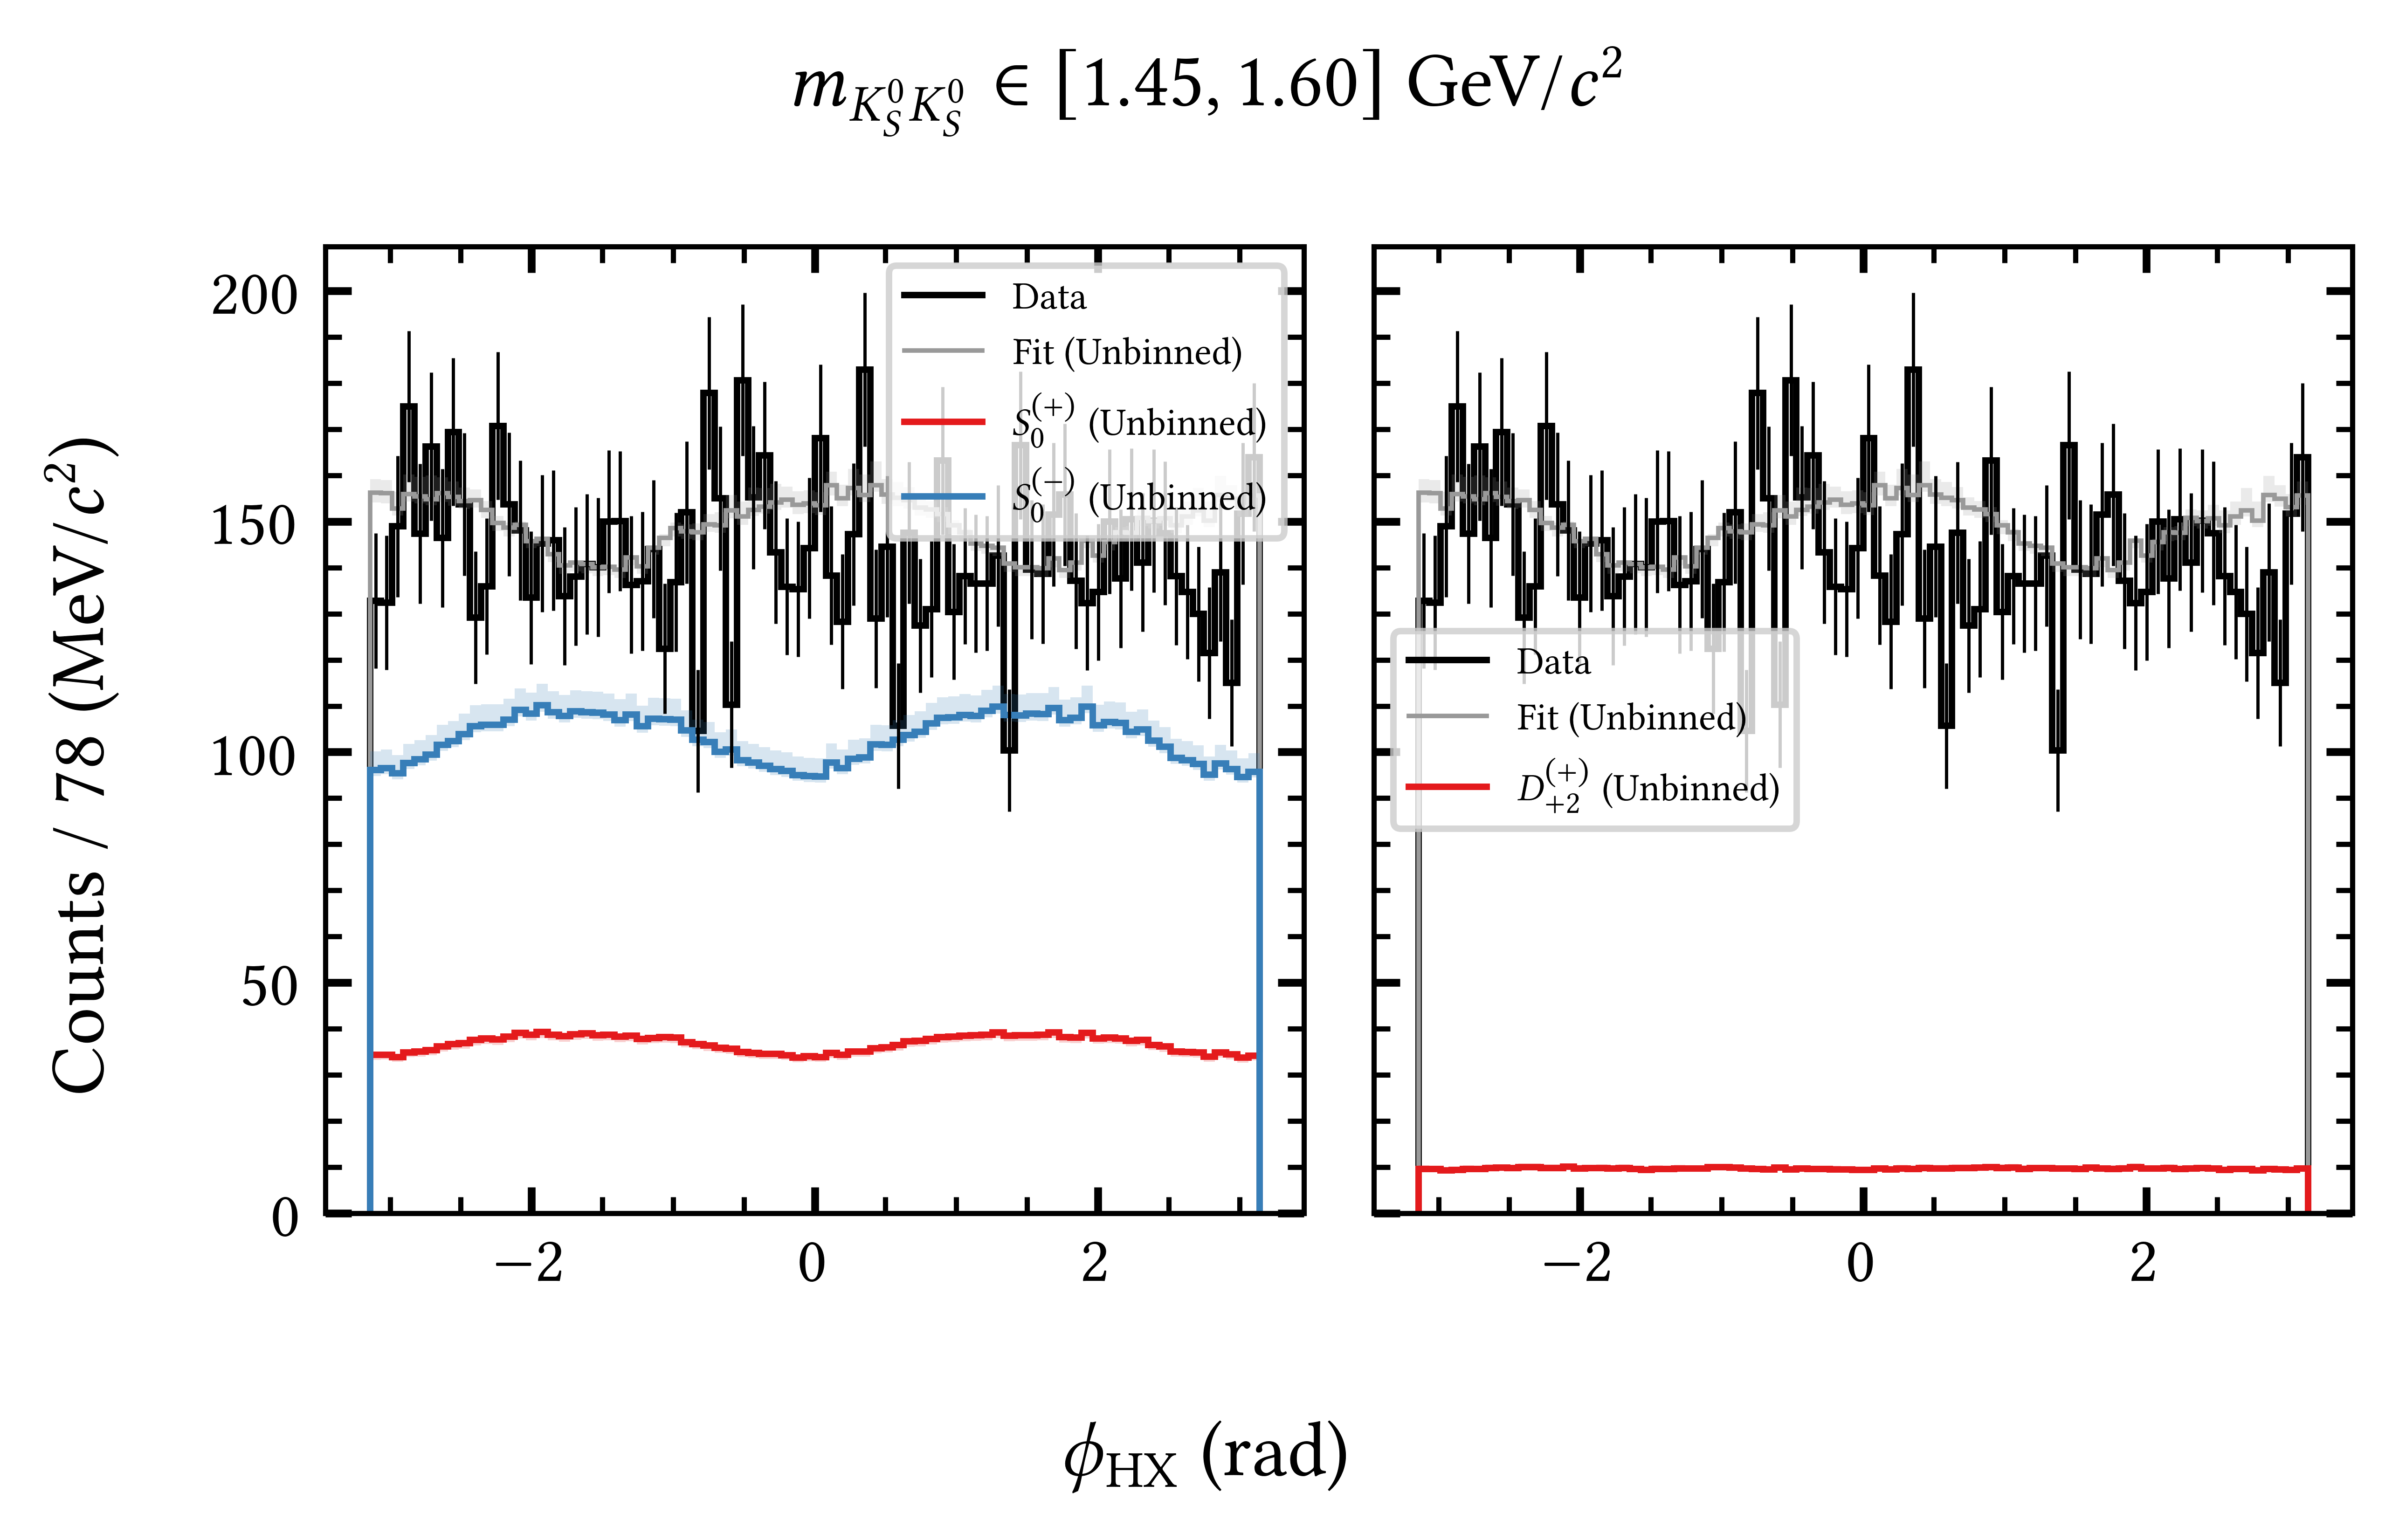 m_{K_S^0 K_S^0} ∈ [1.45, 1.60] GeV/c²
Counts / 78 (MeV/c²)
200
150
100
50
0
Data
Fit (Unbinned)
S_0^{(+)} (Unbinned)
S_0^{(−)} (Unbinned)
Data
Fit (Unbinned)
D_{+2}^{(+)} (Unbinned)
−2 0 2
−2 0 2
ϕ_{HX} (rad)